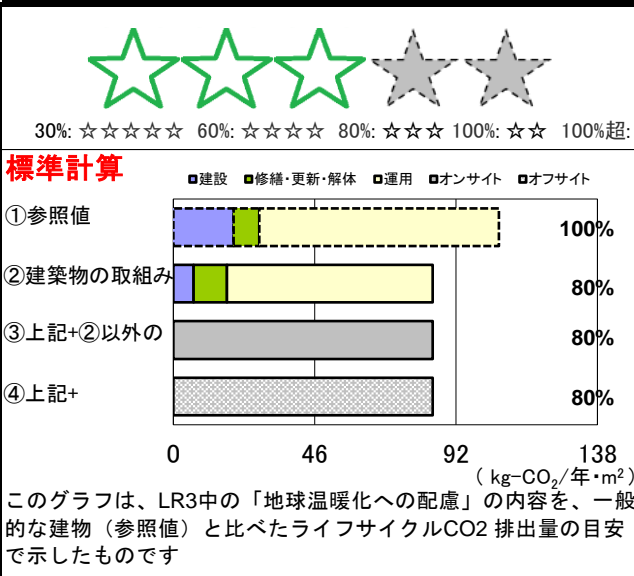 30%: ☆☆☆☆☆ 60%: ☆☆☆☆ 80%: ☆☆☆ 100%: ☆☆ 100%超:
標準計算
■建設 ■修繕・更新・解体 □運用 ■オンサイト ■オフサイト
①参照値 100%
②建築物の取組み 80%
③上記+②以外の 80%
④上記+ 80%
0 46 92 138
( kg-CO₂/年・m²)
このグラフは、LR3中の「地球温暖化への配慮」の内容を、一般
的な建物（参照値）と比べたライフサイクルCO2 排出量の目安
で示したものです